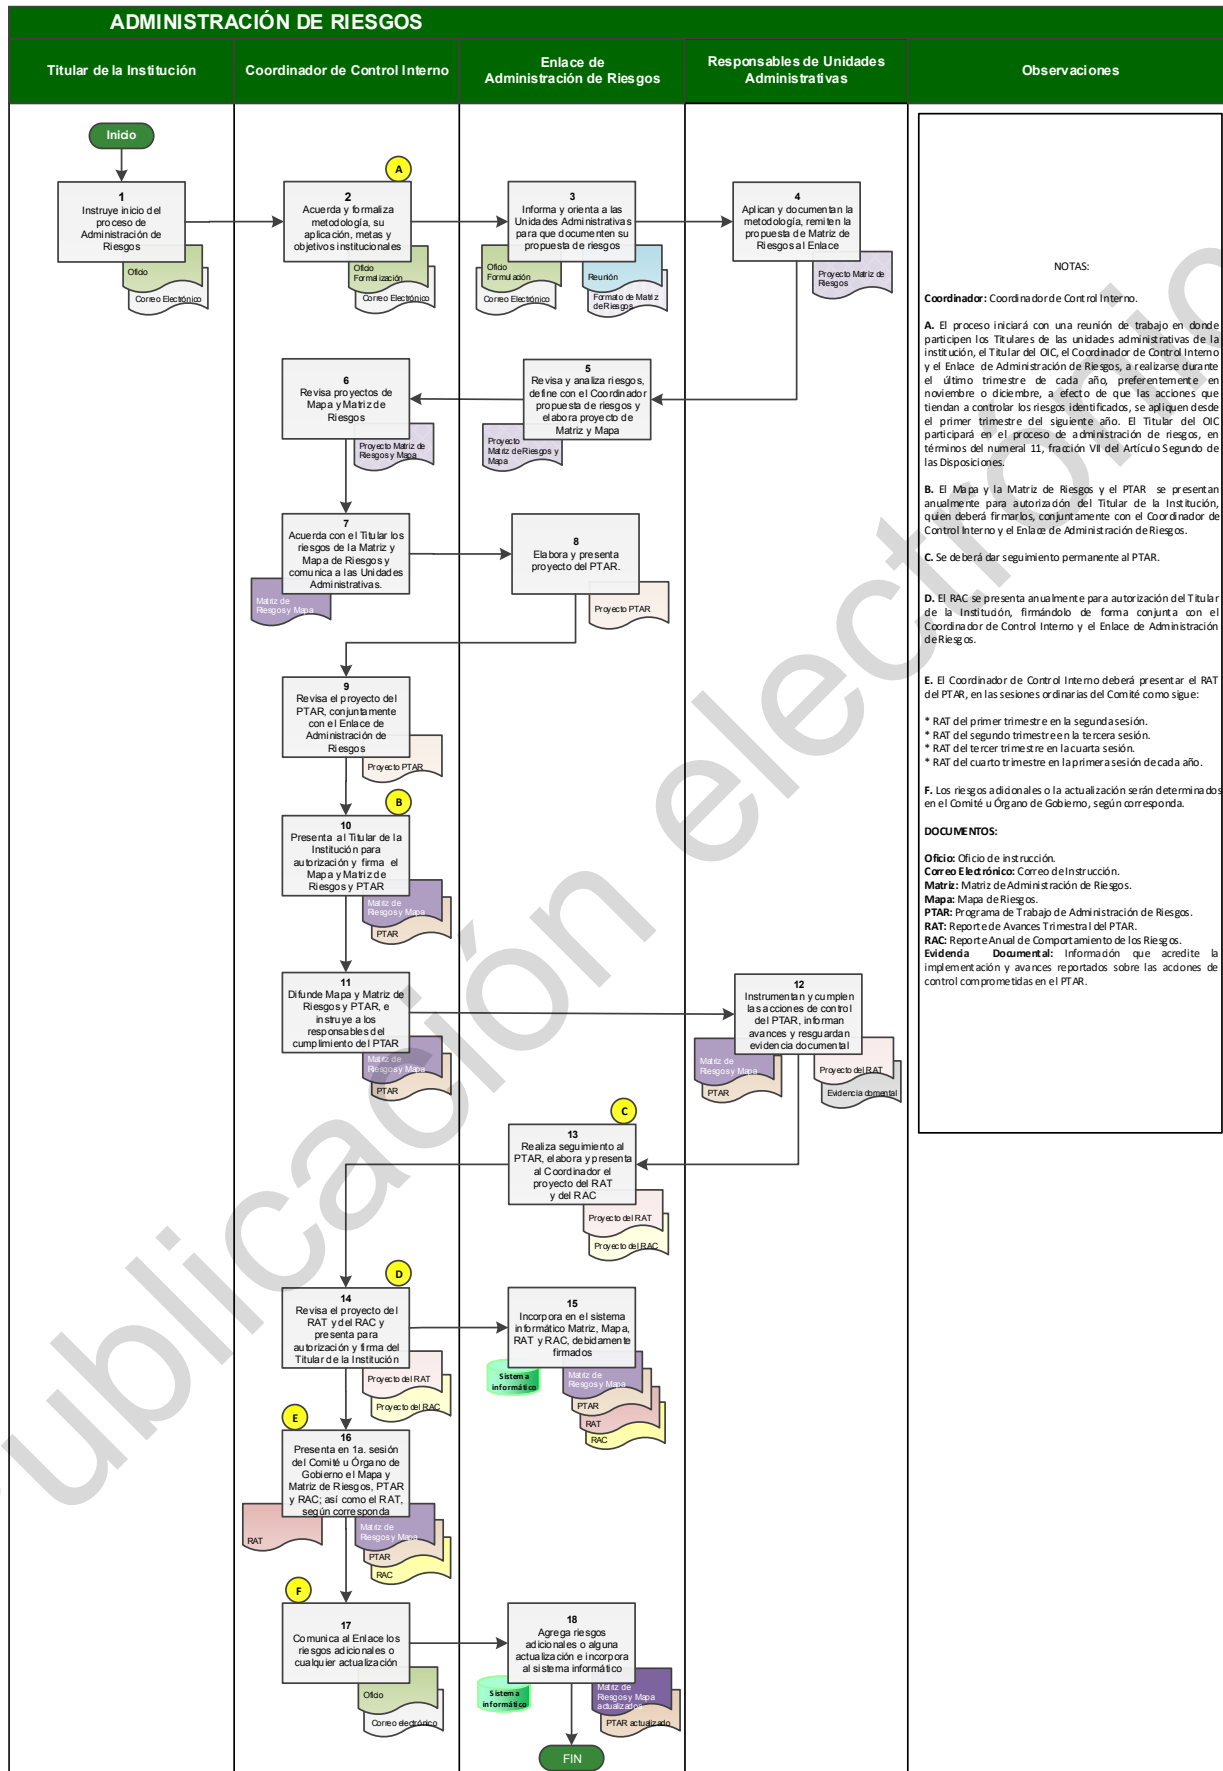 ADMINISTRACIÓN DE RIESGOS
Titular de la Institución
Coordinador de Control Interno
Enlace de
Administración de Riesgos
Responsables de Unidades
Administrativas
Observaciones
Inicio
1
Instruye inicio del
proceso de
Administración de
Riesgos
Oficio
Correo Electrónico
A
2
Acuerda y formaliza
metodología, su
aplicación, metas y
objetivos institucionales
Oficio
Formalización
Correo Electrónico
3
Informa y orienta a las
Unidades Administrativas
para que documenten su
propuesta de riesgos
Oficio
Formulación
Correo Electrónico
Reunión
Formato de Matriz
de Riesgos
4
Aplican y documentan la
metodología, remiten la
propuesta de Matriz de
Riesgos al Enlace
Proyecto Matriz de
Riesgos
5
Revisa y analiza riesgos,
define con el Coordinador
propuesta de riesgos y
elabora proyecto de
Matriz y Mapa
Proyecto
Matriz de Riesgos y
Mapa
6
Revisa proyectos de
Mapa y Matriz de
Riesgos
Proyecto Matriz de
Riesgos y Mapa
7
Acuerda con el Titular los
riesgos de la Matriz y
Mapa de Riesgos y
comunica a las Unidades
Administrativas.
Matriz de
Riesgos y Mapa
8
Elabora y presenta
proyecto del PTAR.
Proyecto PTAR
9
Revisa el proyecto del
PTAR, conjuntamente
con el Enlace de
Administración de
Riesgos
Proyecto PTAR
B
10
Presenta al Titular de la
Institución para
autorización y firma el
Mapa y Matriz de
Riesgos y PTAR
Matriz de
Riesgos y Mapa
PTAR
11
Difunde Mapa y Matriz de
Riesgos y PTAR, e
instruye a los
responsables del
cumplimiento del PTAR
Matriz de
Riesgos y Mapa
PTAR
12
Instrumentan y cumplen
las acciones de control
del PTAR, informan
avances y resguardan
evidencia documental
Matriz de
Riesgos y Mapa
PTAR
Proyecto del RAT
Evidencia domental
C
13
Realiza seguimiento al
PTAR, elabora y presenta
al Coordinador el
proyecto del RAT
y del RAC
Proyecto del RAT
Proyecto del RAC
D
14
Revisa el proyecto del
RAT y del RAC y
presenta para
autorización y firma del
Titular de la Institución
Proyecto del RAT
Proyecto del RAC
15
Incorpora en el sistema
informático Matriz, Mapa,
RAT y RAC, debidamente
firmados
Sistema
informático
Matriz de
Riesgos y Mapa
PTAR
RAT
RAC
E
16
Presenta en 1a. sesión
del Comité u Órgano de
Gobierno el Mapa y
Matriz de Riesgos, PTAR
y RAC; así como el RAT,
según corresponda
RAT
Matriz de
Riesgos y Mapa
PTAR
RAC
F
17
Comunica al Enlace los
riesgos adicionales o
cualquier actualización
Oficio
Correo electrónico
18
Agrega riesgos
adicionales o alguna
actualización e incorpora
al sistema informático
Sistema
informático
Matriz de
Riesgos y Mapa
actualizados
PTAR actualizado
FIN
NOTAS:
Coordinador: Coordinador de Control Interno.
A. El proceso iniciará con una reunión de trabajo en donde
participen los Titulares de las unidades administrativas de la
institución, el Titular del OIC, el Coordinador de Control Interno
y el Enlace de Administración de Riesgos, a realizarse durante
el último trimestre de cada año, preferentemente en
noviembre o diciembre, a efecto de que las acciones que
tiendan a controlar los riesgos identificados, se apliquen desde
el primer trimestre del siguiente año. El Titular del OIC
participará en el proceso de administración de riesgos, en
términos del numeral 11, fracción VII del Artículo Segundo de
las Disposiciones.
B. El Mapa y la Matriz de Riesgos y el PTAR se presentan
anualmente para autorización del Titular de la Institución,
quien deberá firmarlos, conjuntamente con el Coordinador de
Control Interno y el Enlace de Administración de Riesgos.
C. Se deberá dar seguimiento permanente al PTAR.
D. El RAC se presenta anualmente para autorización del Titular
de la Institución, firmándolo de forma conjunta con el
Coordinador de Control Interno y el Enlace de Administración
de Riesgos.
E. El Coordinador de Control Interno deberá presentar el RAT
del PTAR, en las sesiones ordinarias del Comité como sigue:
* RAT del primer trimestre en la segunda sesión.
* RAT del segundo trimestre en la tercera sesión.
* RAT del tercer trimestre en la cuarta sesión.
* RAT del cuarto trimestre en la primera sesión de cada año.
F. Los riesgos adicionales o la actualización serán determinados
en el Comité u Órgano de Gobierno, según corresponda.
DOCUMENTOS:
Oficio: Oficio de instrucción.
Correo Electrónico: Correo de Instrucción.
Matriz: Matriz de Administración de Riesgos.
Mapa: Mapa de Riesgos.
PTAR: Programa de Trabajo de Administración de Riesgos.
RAT: Reporte de Avances Trimestral del PTAR.
RAC: Reporte Anual de Comportamiento de los Riesgos.
Evidencia Documental: Información que acredite la
implementación y avances reportados sobre las acciones de
control comprometidas en el PTAR.
ublicación electronic